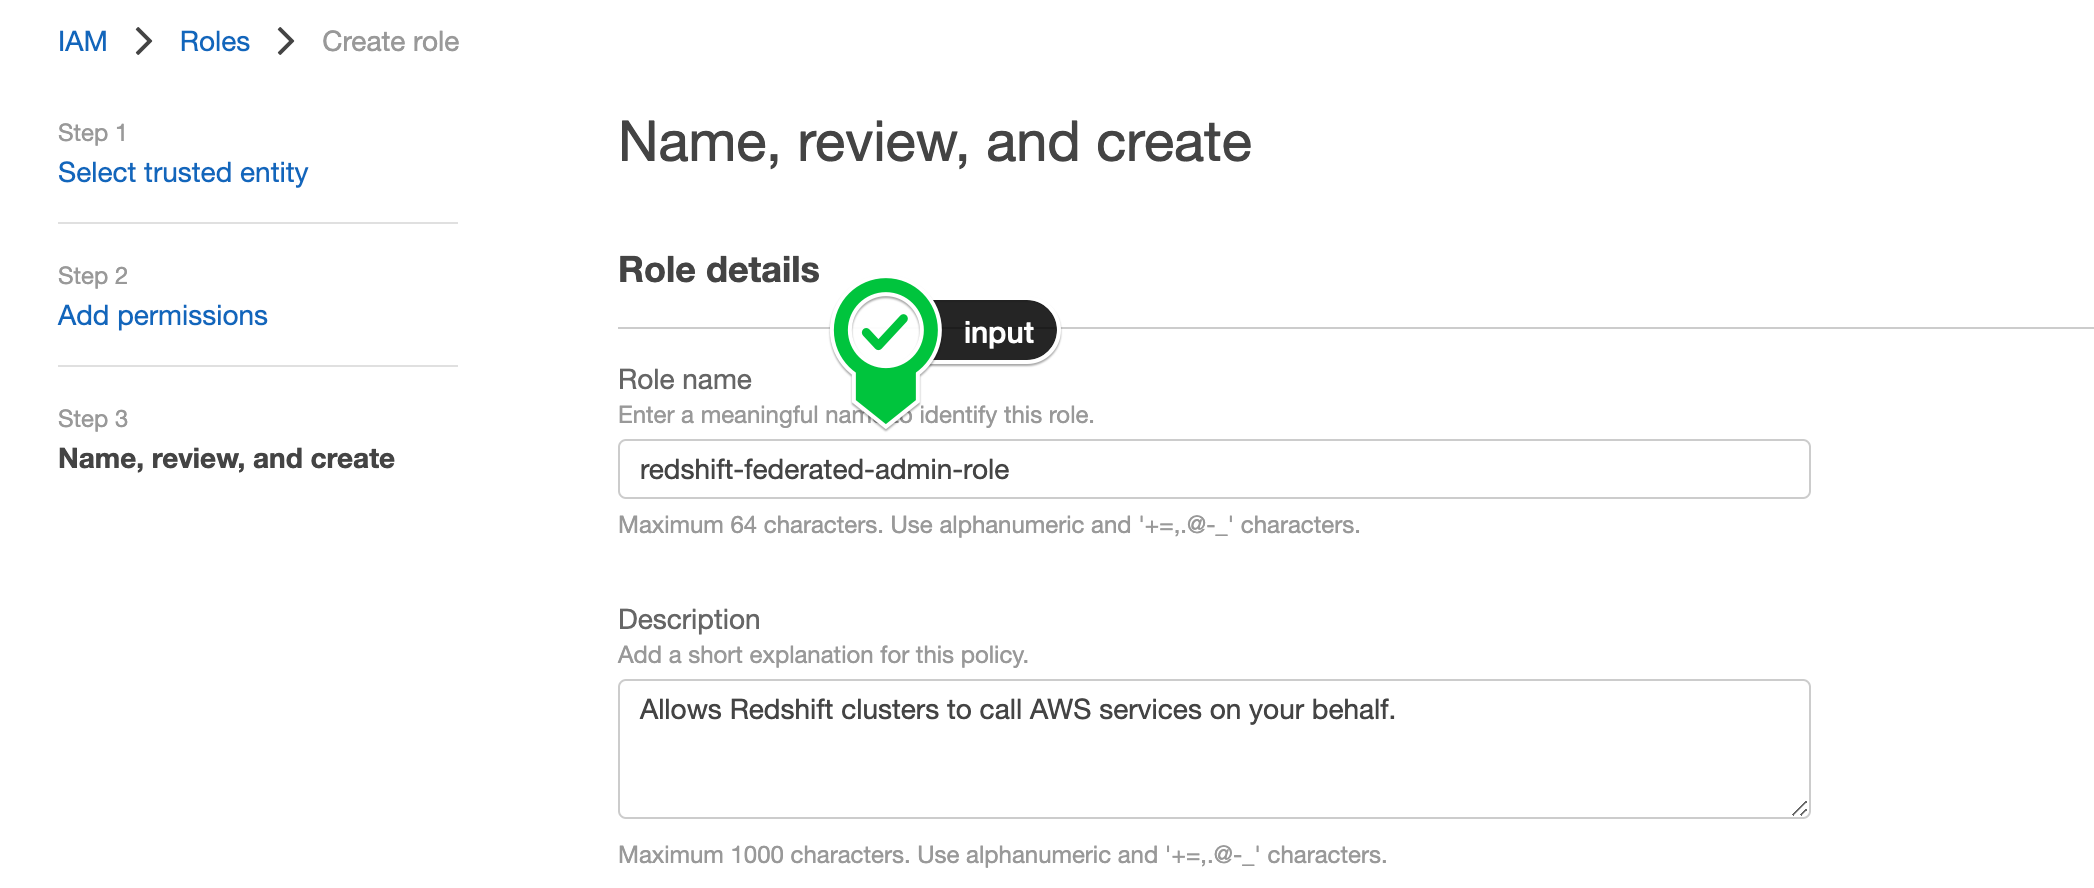 IAM > Roles > Create role
Step 1
Select trusted entity
Step 2
Add permissions
Step 3
Name, review, and create
Name, review, and create
Role details
input
Role name
Enter a meaningful name to identify this role.
redshift-federated-admin-role
Maximum 64 characters. Use alphanumeric and '+=,.@-_' characters.
Description
Add a short explanation for this policy.
Allows Redshift clusters to call AWS services on your behalf.
Maximum 1000 characters. Use alphanumeric and '+=,.@-_' characters.